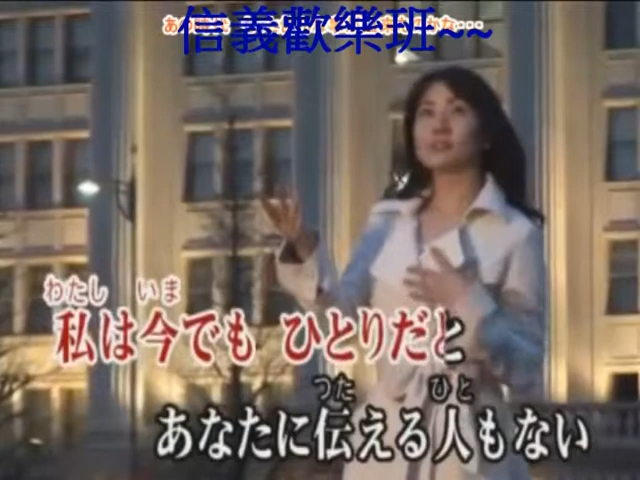 信義歡樂班~~
わたし いま
私は今でも ひとりだと
つた ひと
あなたに伝える人もない